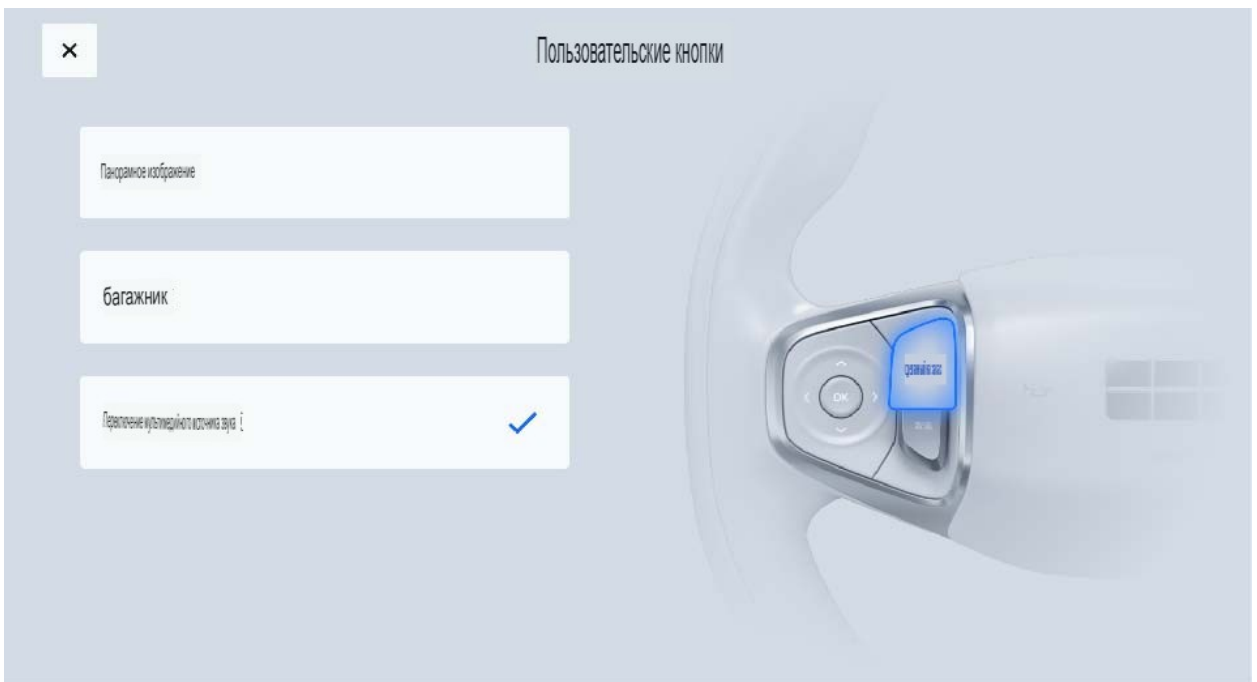 Пользовательские кнопки
Панорамное изображение
багажник
Переключение мультимедийного источника звука
OK